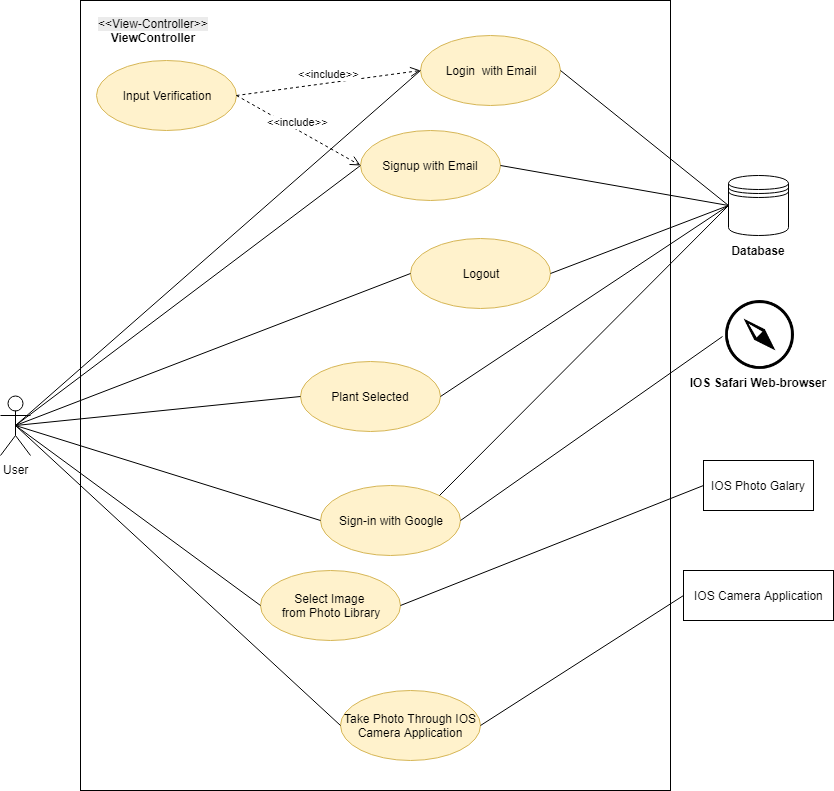 <<View-Controller>>
ViewController
Input Verification
<<include>>
<<include>>
Login  with Email
Signup with Email
Logout
Database
IOS Safari Web-browser
Plant Selected
User
Sign-in with Google
IOS Photo Galary
Select Image
from Photo Library
IOS Camera Application
Take Photo Through IOS
Camera Application